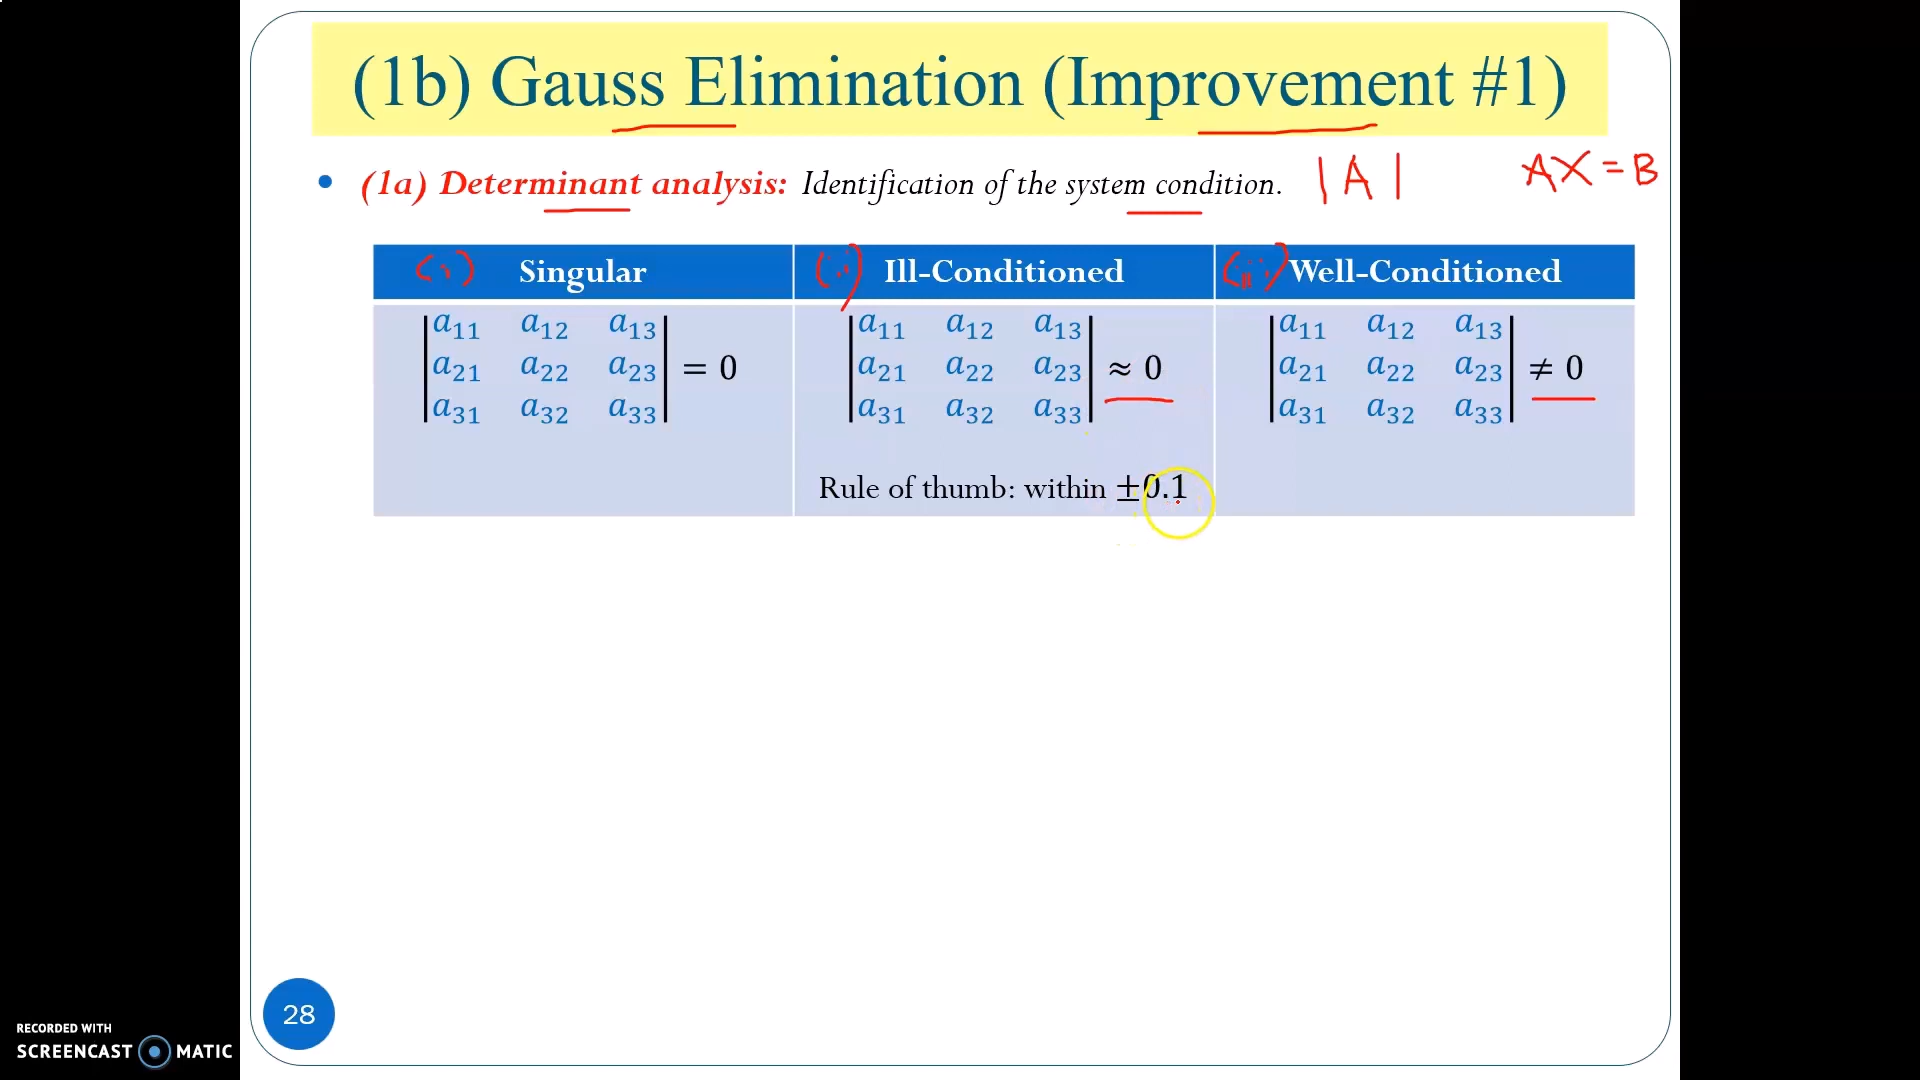 (1b) Gauss Elimination (Improvement #1)
• (1a) Determinant analysis: Identification of the system condition. |A| AX=B
(i) Singular (ii) Ill-Conditioned (iii) Well-Conditioned
|a11 a12 a13| |a11 a12 a13| |a11 a12 a13|
|a21 a22 a23| = 0 |a21 a22 a23| ≈ 0 |a21 a22 a23| ≠ 0
|a31 a32 a33| |a31 a32 a33| |a31 a32 a33|
Rule of thumb: within ±0.1
28
RECORDED WITH
SCREENCAST MATIC